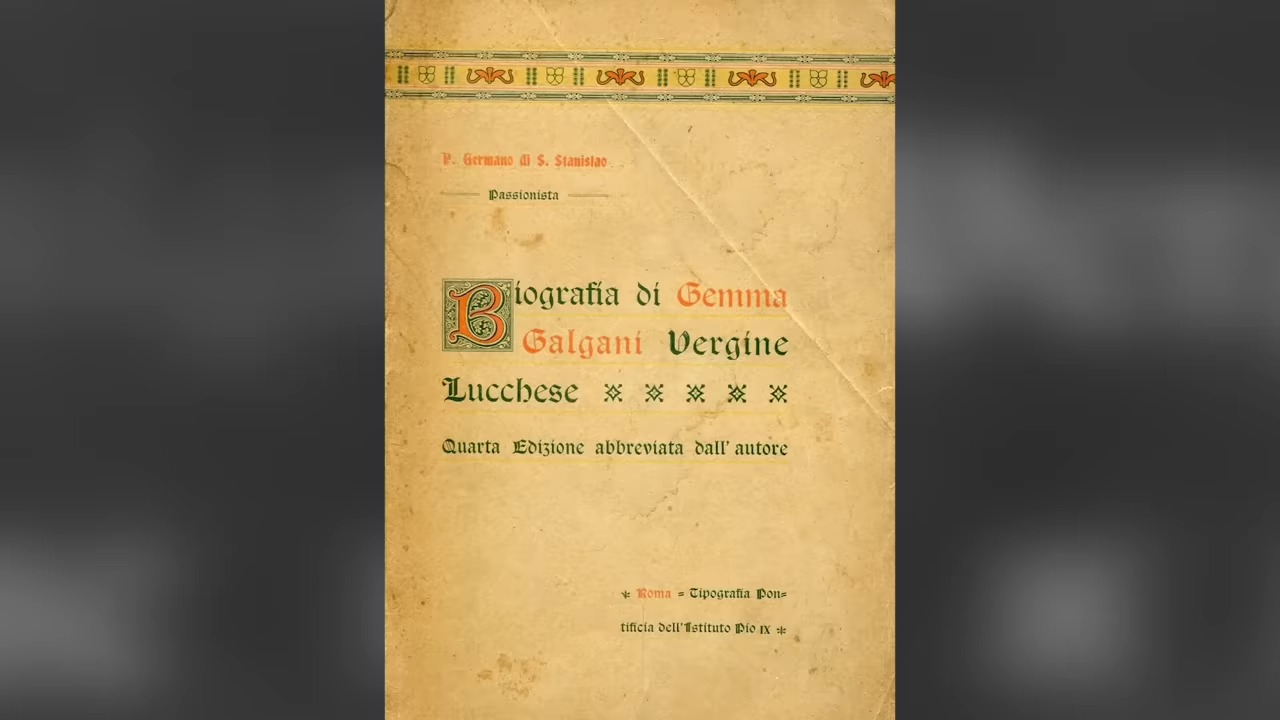 P. Germano di S. Stanislao
Passionista
Biografia di Gemma
Galgani Vergine
Lucchese
Quarta Edizione abbreviata dall'autore
Roma = Tipografia Pon=
tificia dell'Istituto Pio IX